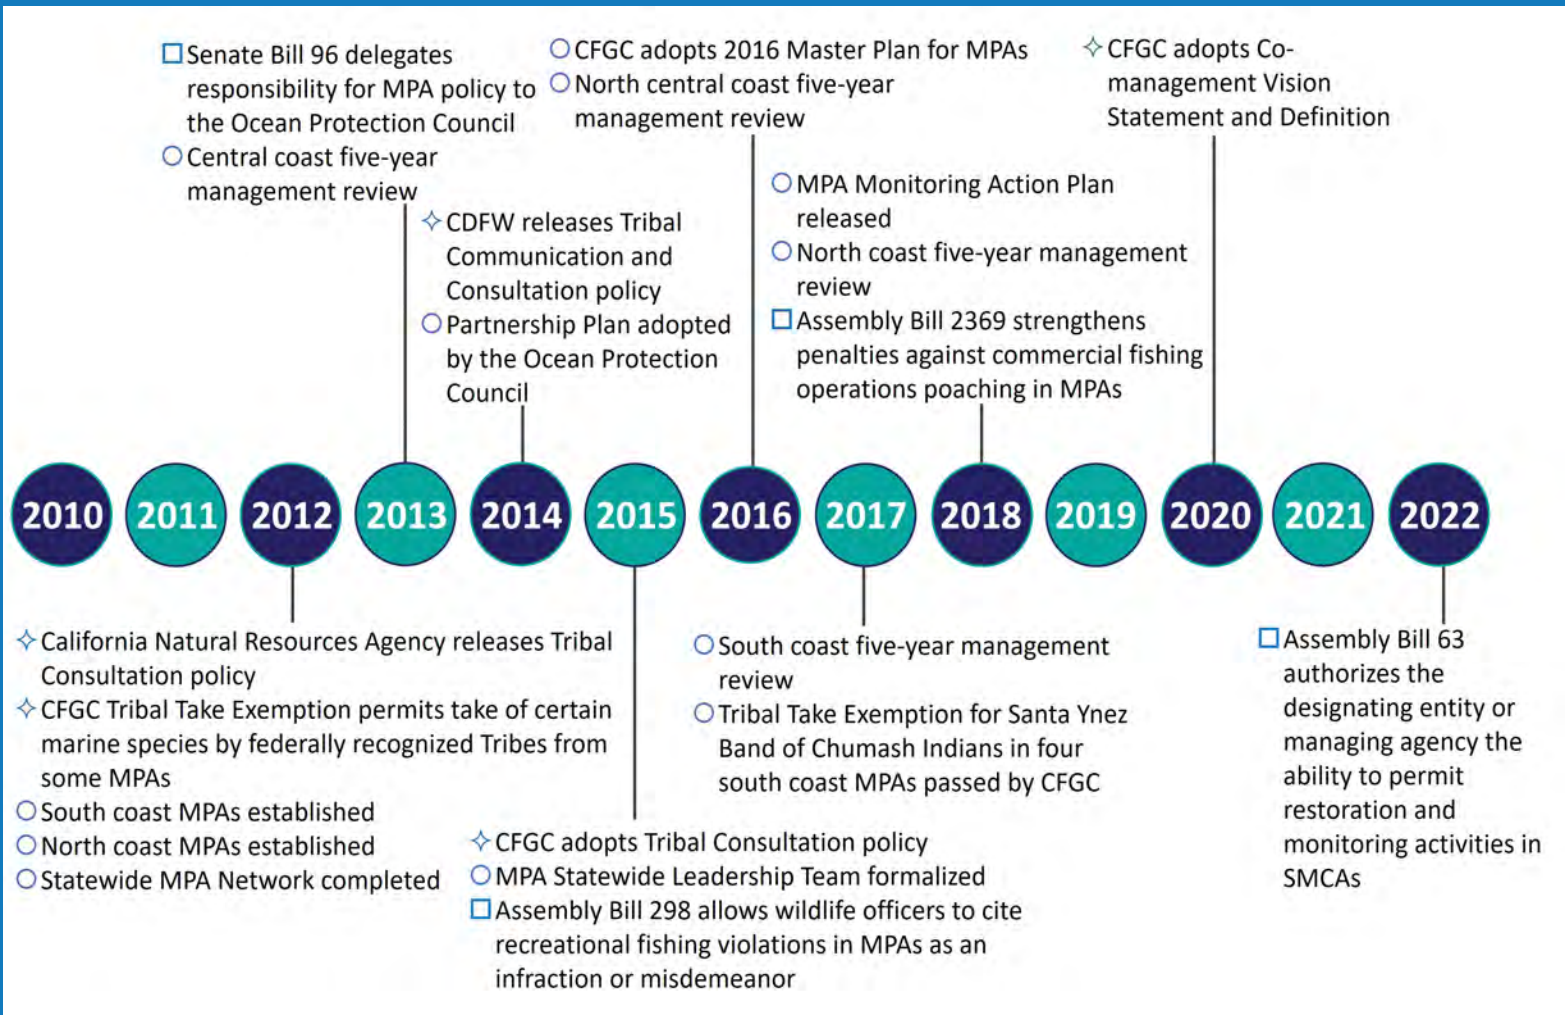 Senate Bill 96 delegates
responsibility for MPA policy to
the Ocean Protection Council
Central coast five-year
management review
CDFW releases Tribal
Communication and
Consultation policy
Partnership Plan adopted
by the Ocean Protection
Council
CFGC adopts 2016 Master Plan for MPAs
North central coast five-year
management review
MPA Monitoring Action Plan
released
North coast five-year management
review
Assembly Bill 2369 strengthens
penalties against commercial fishing
operations poaching in MPAs
CFGC adopts Co-
management Vision
Statement and Definition
2010 2011 2012 2013 2014 2015 2016 2017 2018 2019 2020 2021 2022
California Natural Resources Agency releases Tribal
Consultation policy
CFGC Tribal Take Exemption permits take of certain
marine species by federally recognized Tribes from
some MPAs
South coast MPAs established
North coast MPAs established
Statewide MPA Network completed
CFGC adopts Tribal Consultation policy
MPA Statewide Leadership Team formalized
Assembly Bill 298 allows wildlife officers to cite
recreational fishing violations in MPAs as an
infraction or misdemeanor
South coast five-year management
review
Tribal Take Exemption for Santa Ynez
Band of Chumash Indians in four
south coast MPAs passed by CFGC
Assembly Bill 63
authorizes the
designating entity or
managing agency the
ability to permit
restoration and
monitoring activities in
SMCAs